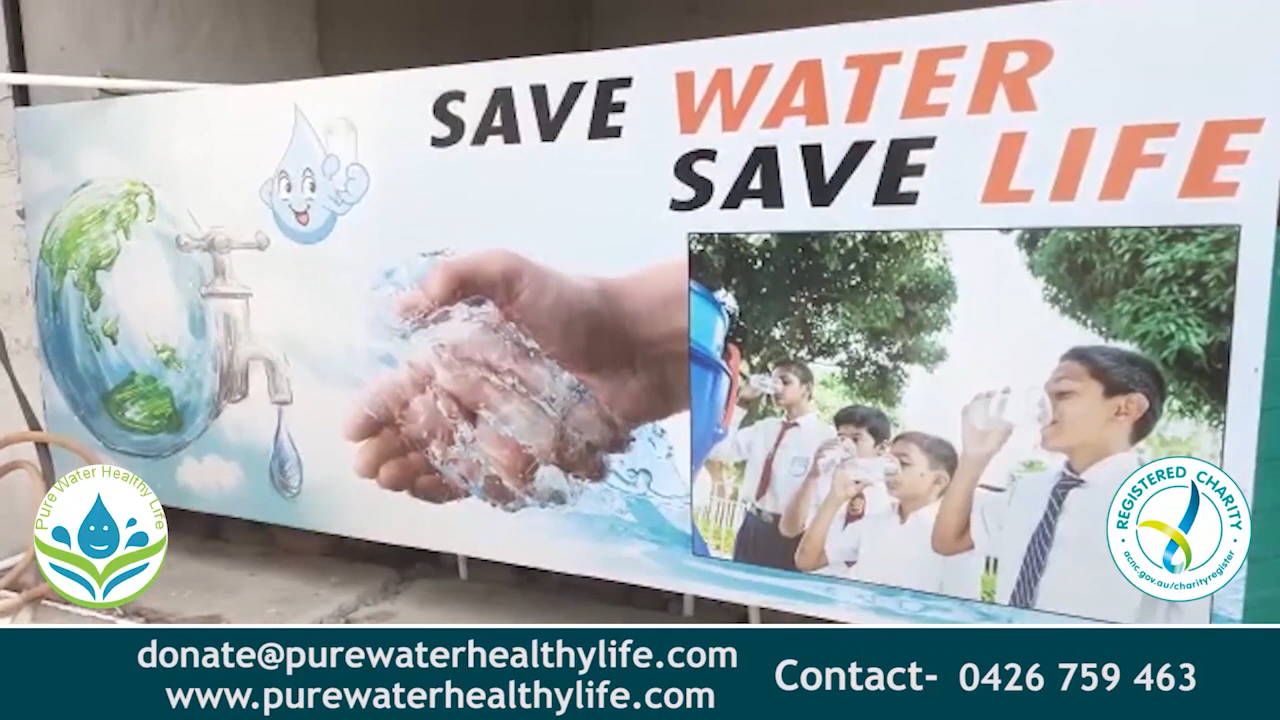 SAVE WATER
SAVE LIFE
Pure Water Healthy Life
REGISTERED CHARITY
acnc.gov.au/charityregister
donate@purewaterhealthylife.com
www.purewaterhealthylife.com
Contact- 0426 759 463